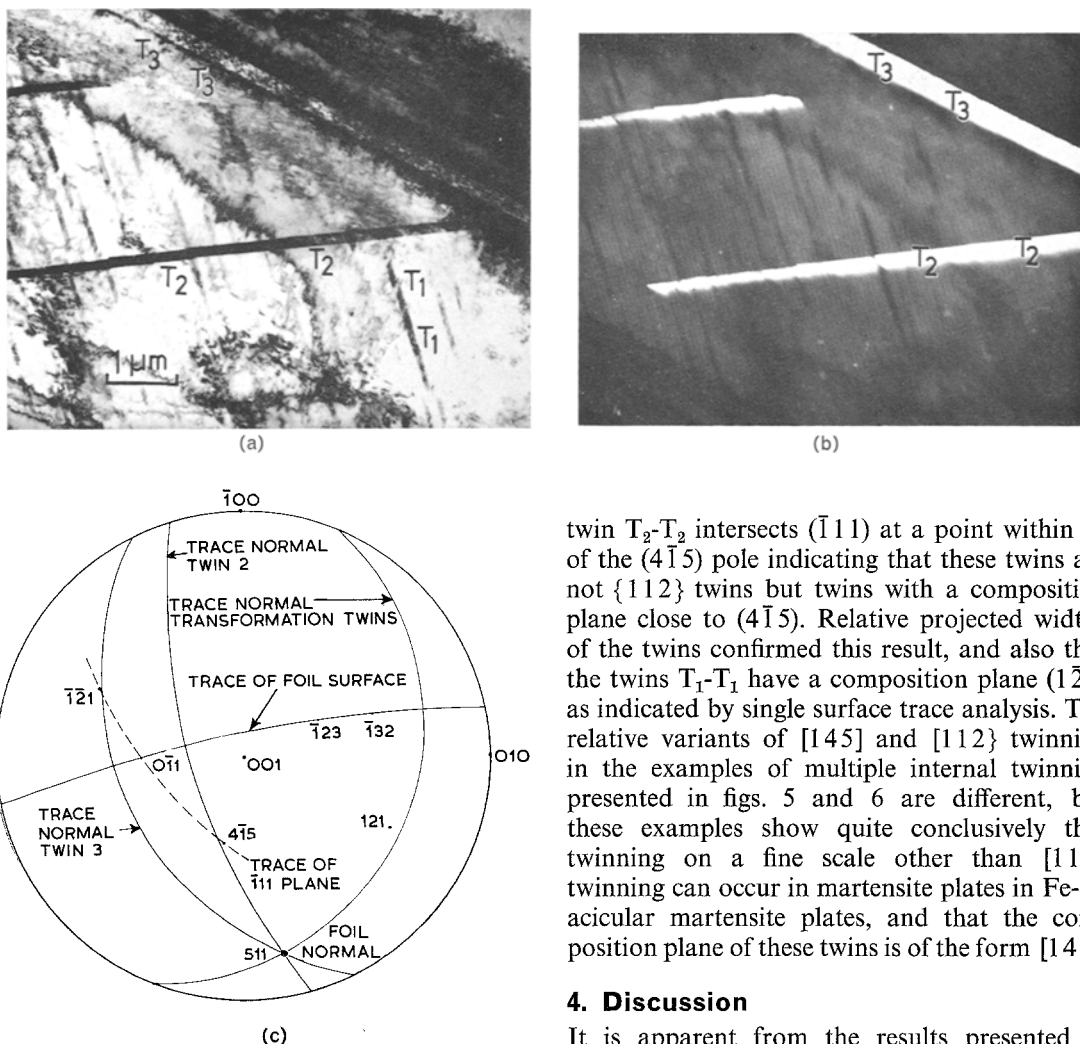 T3
T3
T2
T2
T1
T1
1 μm
(a)
T3
T3
T2
T2
(b)
1̄00
TRACE NORMAL
TWIN 2
TRACE NORMAL
TRANSFORMATION TWINS
TRACE OF FOIL SURFACE
1̄2̄1
1̄23 1̄32
01̄1
001
010
TRACE
NORMAL
TWIN 3
41̄5
121
TRACE OF
1̄11 PLANE
511
FOIL
NORMAL
(c)
twin T₂-T₂ intersects (1̄11) at a point within
of the (41̄5) pole indicating that these twins a
not {112} twins but twins with a compositi
plane close to (41̄5). Relative projected width
of the twins confirmed this result, and also th
the twins T₁-T₁ have a composition plane (12̄
as indicated by single surface trace analysis. T
relative variants of [145] and [112} twinnin
in the examples of multiple internal twinnin
presented in figs. 5 and 6 are different, b
these examples show quite conclusively th
twinning on a fine scale other than [11
twinning can occur in martensite plates in Fe-
acicular martensite plates, and that the com
position plane of these twins is of the form [14
4. Discussion
It is apparent from the results presented